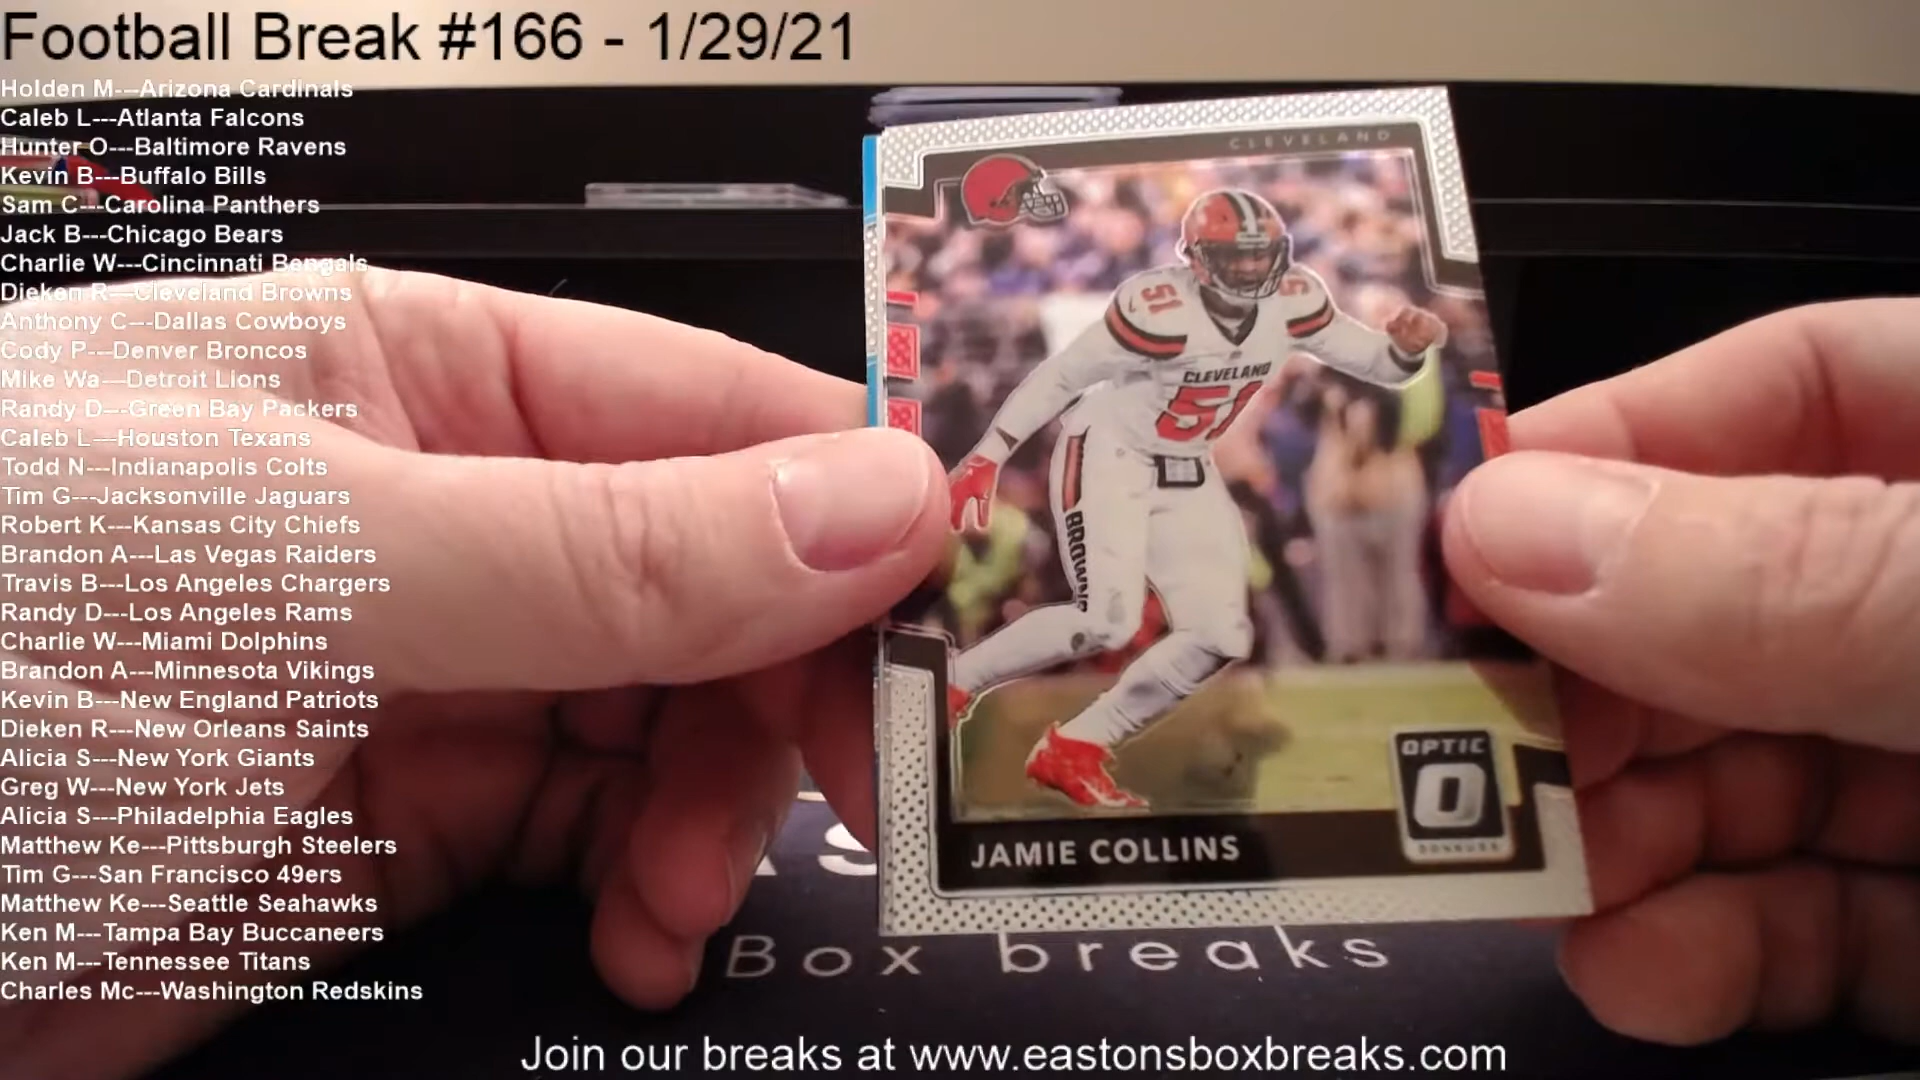 Football Break #166 - 1/29/21
Holden M---Arizona Cardinals
Caleb L---Atlanta Falcons
Hunter O---Baltimore Ravens
Kevin B---Buffalo Bills
Sam C---Carolina Panthers
Jack B---Chicago Bears
Charlie W---Cincinnati Bengals
Dieken R---Cleveland Browns
Anthony C---Dallas Cowboys
Cody P---Denver Broncos
Mike Wa---Detroit Lions
Randy D---Green Bay Packers
Caleb L---Houston Texans
Todd N---Indianapolis Colts
Tim G---Jacksonville Jaguars
Robert K---Kansas City Chiefs
Brandon A---Las Vegas Raiders
Travis B---Los Angeles Chargers
Randy D---Los Angeles Rams
Charlie W---Miami Dolphins
Brandon A---Minnesota Vikings
Kevin B---New England Patriots
Dieken R---New Orleans Saints
Alicia S---New York Giants
Greg W---New York Jets
Alicia S---Philadelphia Eagles
Matthew Ke---Pittsburgh Steelers
Tim G---San Francisco 49ers
Matthew Ke---Seattle Seahawks
Ken M---Tampa Bay Buccaneers
Ken M---Tennessee Titans
Charles Mc---Washington Redskins
CLEVELAND
51
CLEVELAND
51
BROWNS
OPTIC
O
DONRUSS
JAMIE COLLINS
Box breaks
Join our breaks at www.eastonsboxbreaks.com